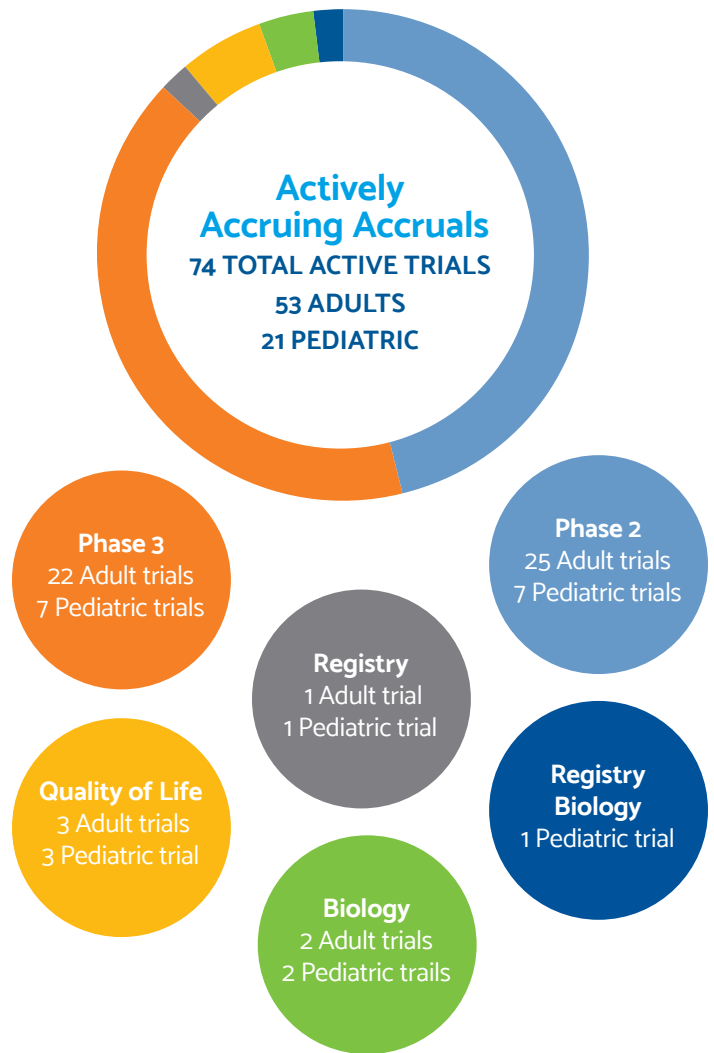 Actively
Accruing Accruals
74 TOTAL ACTIVE TRIALS
53 ADULTS
21 PEDIATRIC
Phase 3
22 Adult trials
7 Pediatric trials
Phase 2
25 Adult trials
7 Pediatric trials
Registry
1 Adult trial
1 Pediatric trial
Quality of Life
3 Adult trials
3 Pediatric trial
Registry
Biology
1 Pediatric trial
Biology
2 Adult trials
2 Pediatric trails